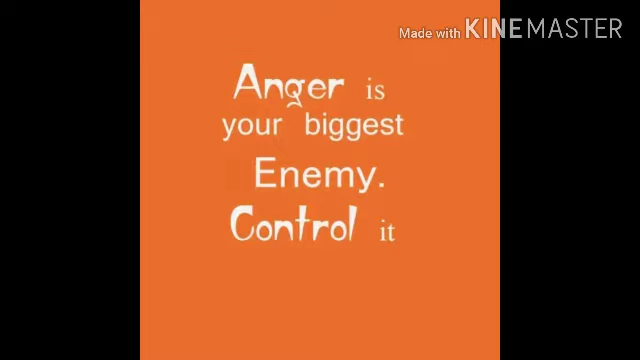 Made with KINEMASTER
Anger is
your biggest
Enemy.
Control it